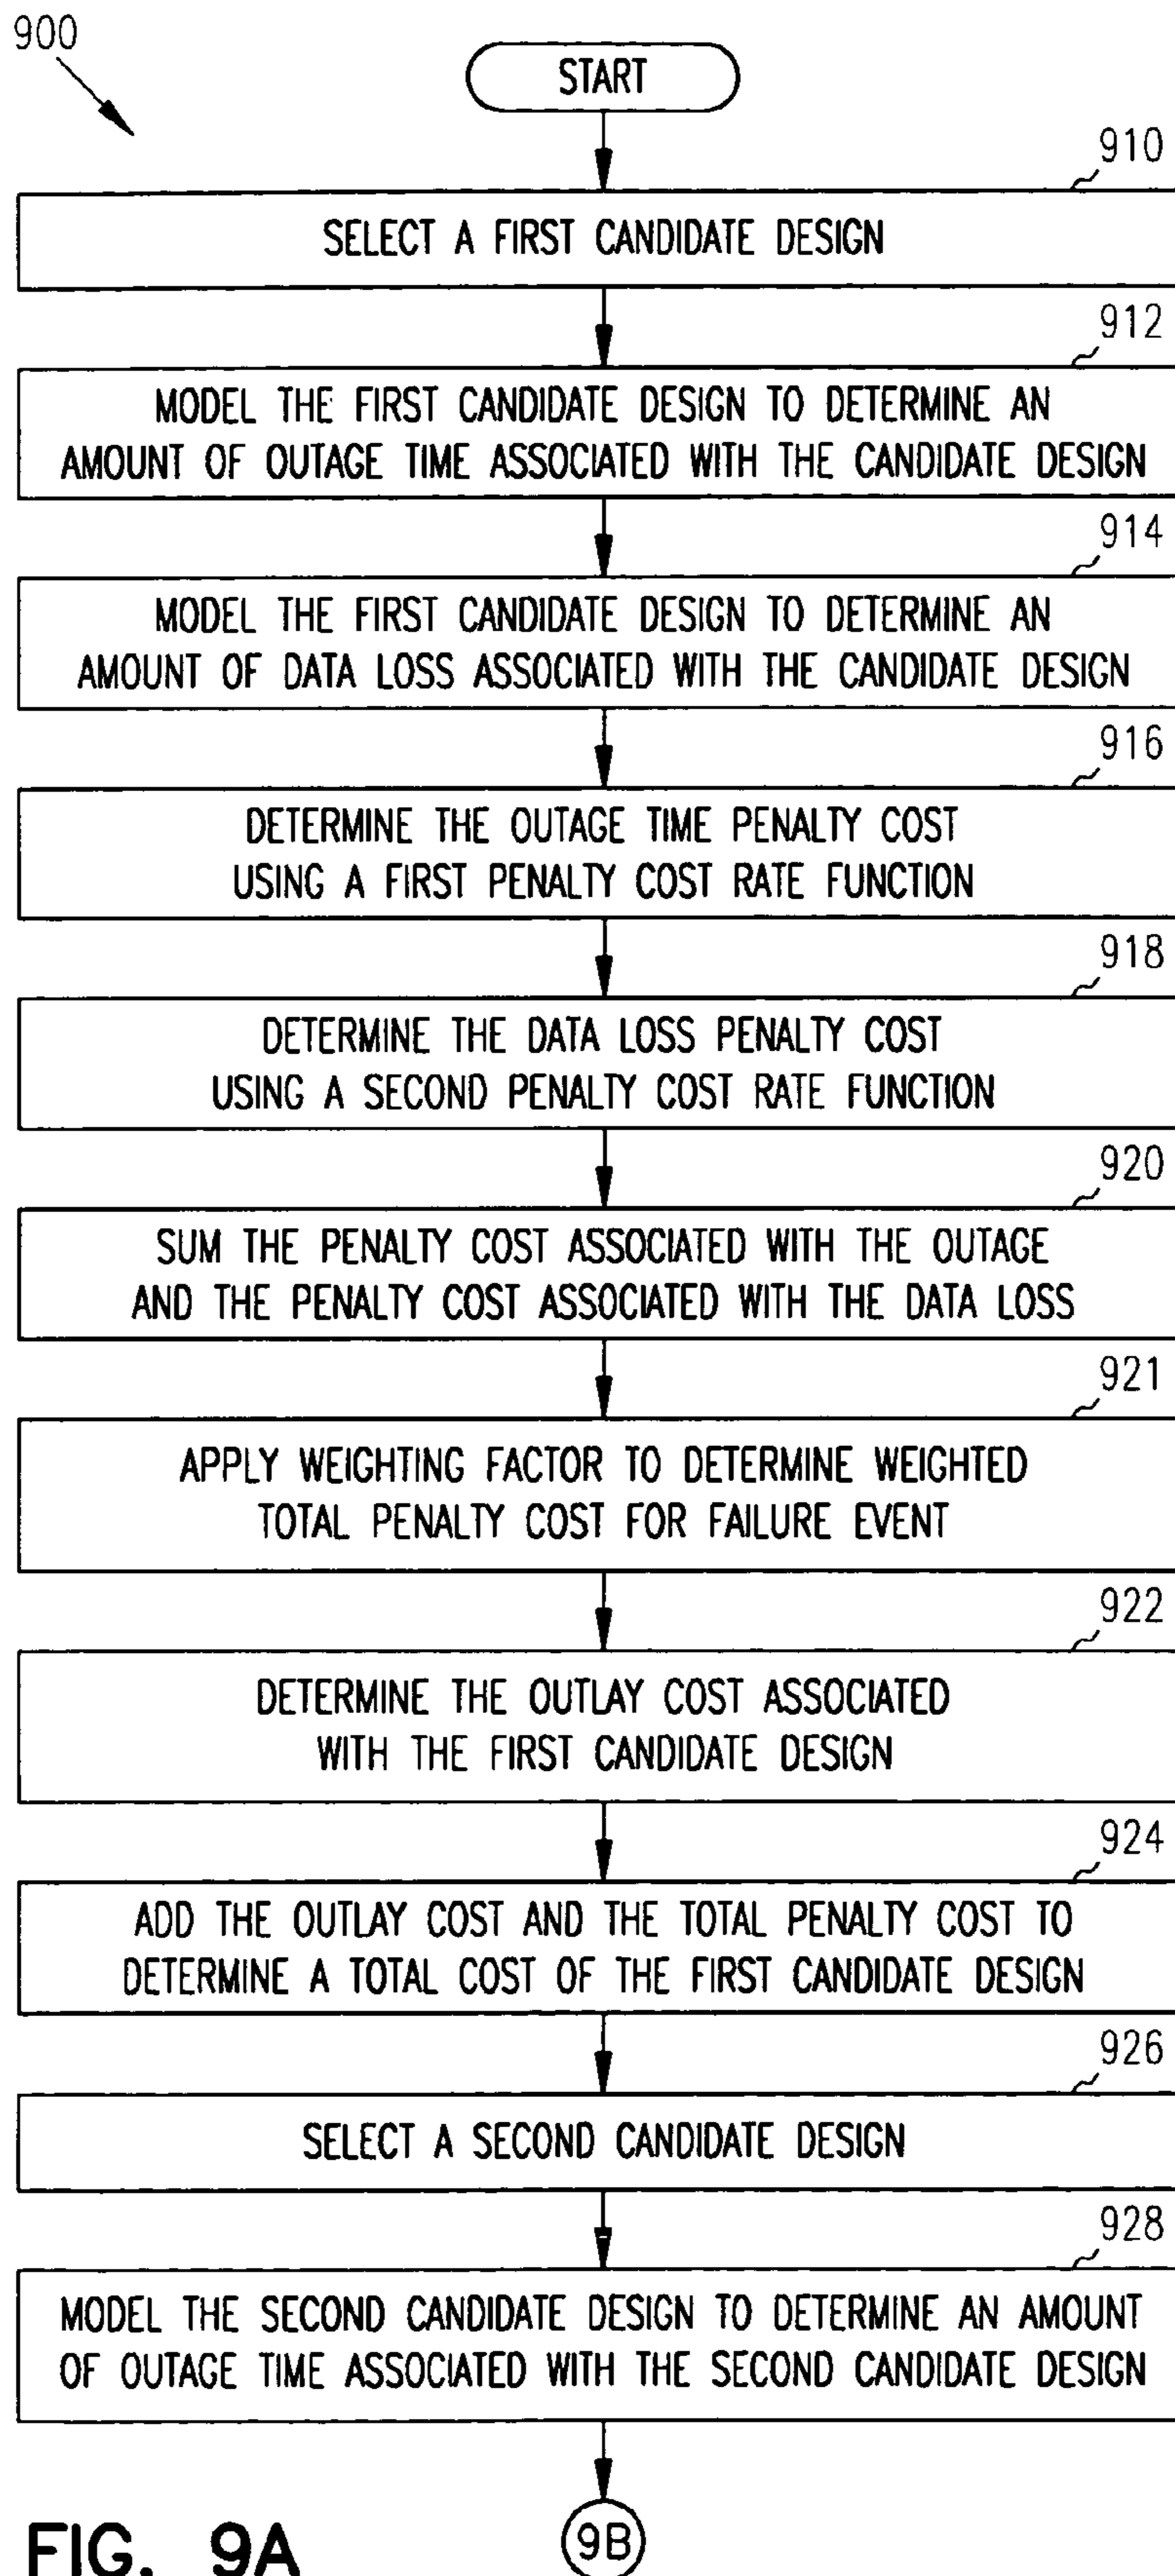 900
START
910
SELECT A FIRST CANDIDATE DESIGN
912
MODEL THE FIRST CANDIDATE DESIGN TO DETERMINE AN
AMOUNT OF OUTAGE TIME ASSOCIATED WITH THE CANDIDATE DESIGN
914
MODEL THE FIRST CANDIDATE DESIGN TO DETERMINE AN
AMOUNT OF DATA LOSS ASSOCIATED WITH THE CANDIDATE DESIGN
916
DETERMINE THE OUTAGE TIME PENALTY COST
USING A FIRST PENALTY COST RATE FUNCTION
918
DETERMINE THE DATA LOSS PENALTY COST
USING A SECOND PENALTY COST RATE FUNCTION
920
SUM THE PENALTY COST ASSOCIATED WITH THE OUTAGE
AND THE PENALTY COST ASSOCIATED WITH THE DATA LOSS
921
APPLY WEIGHTING FACTOR TO DETERMINE WEIGHTED
TOTAL PENALTY COST FOR FAILURE EVENT
922
DETERMINE THE OUTLAY COST ASSOCIATED
WITH THE FIRST CANDIDATE DESIGN
924
ADD THE OUTLAY COST AND THE TOTAL PENALTY COST TO
DETERMINE A TOTAL COST OF THE FIRST CANDIDATE DESIGN
926
SELECT A SECOND CANDIDATE DESIGN
928
MODEL THE SECOND CANDIDATE DESIGN TO DETERMINE AN AMOUNT
OF OUTAGE TIME ASSOCIATED WITH THE SECOND CANDIDATE DESIGN
9B
FIG. 9A